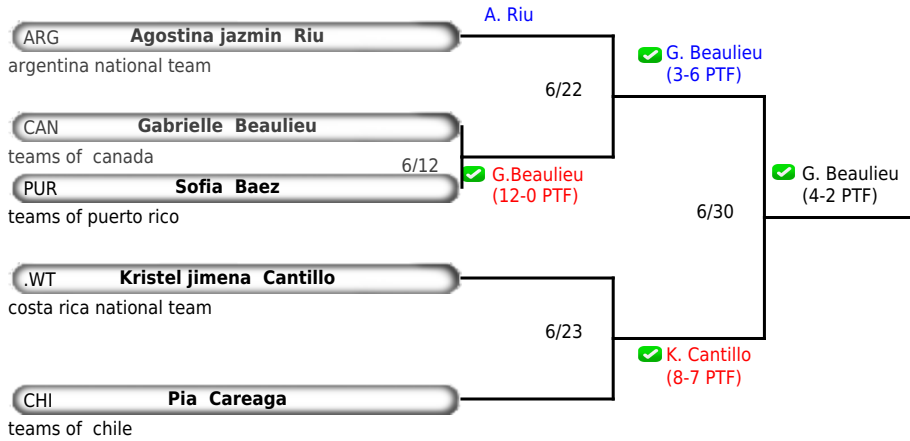 A. Riu
ARG Agostina jazmin Riu
argentina national team
G. Beaulieu
(3-6 PTF)
6/22
CAN Gabrielle Beaulieu
teams of canada
6/12
G.Beaulieu
(12-0 PTF)
PUR Sofia Baez
teams of puerto rico
G. Beaulieu
(4-2 PTF)
6/30
.WT Kristel jimena Cantillo
costa rica national team
6/23
K. Cantillo
(8-7 PTF)
CHI Pia Careaga
teams of chile